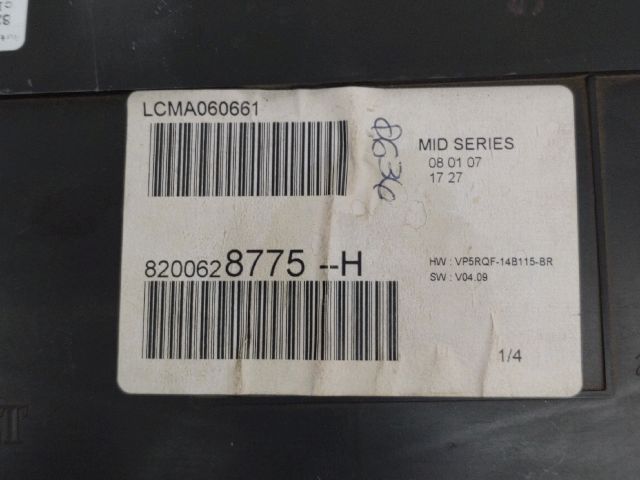 LCMA060661
MID SERIES
08 01 07
17 27
8200628775 --H
HW : VP5RQF-14B115-BR
SW : V04.09
1/4